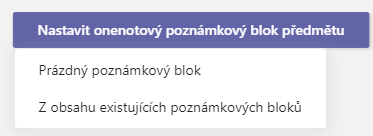 Nastavit onenotový poznámkový blok předmětu
Prázdný poznámkový blok
Z obsahu existujících poznámkových bloků